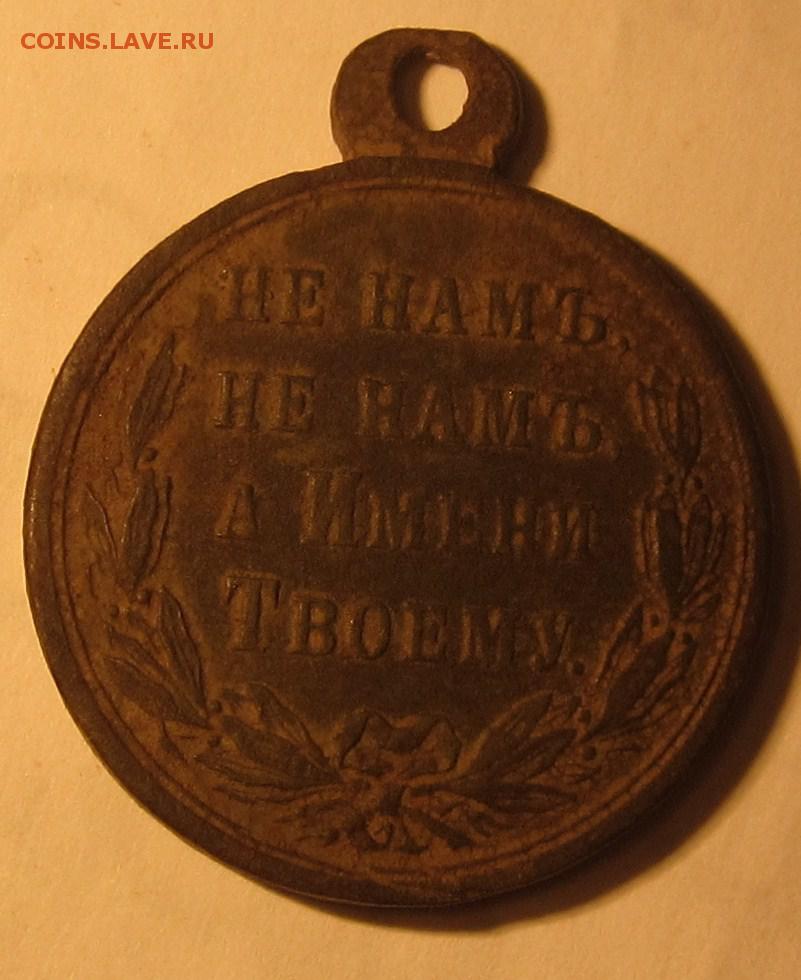 COINS.LAVE.RU
НЕ НАМЪ,
НЕ НАМЪ,
А ИМЕНИ
ТВОЕМУ.